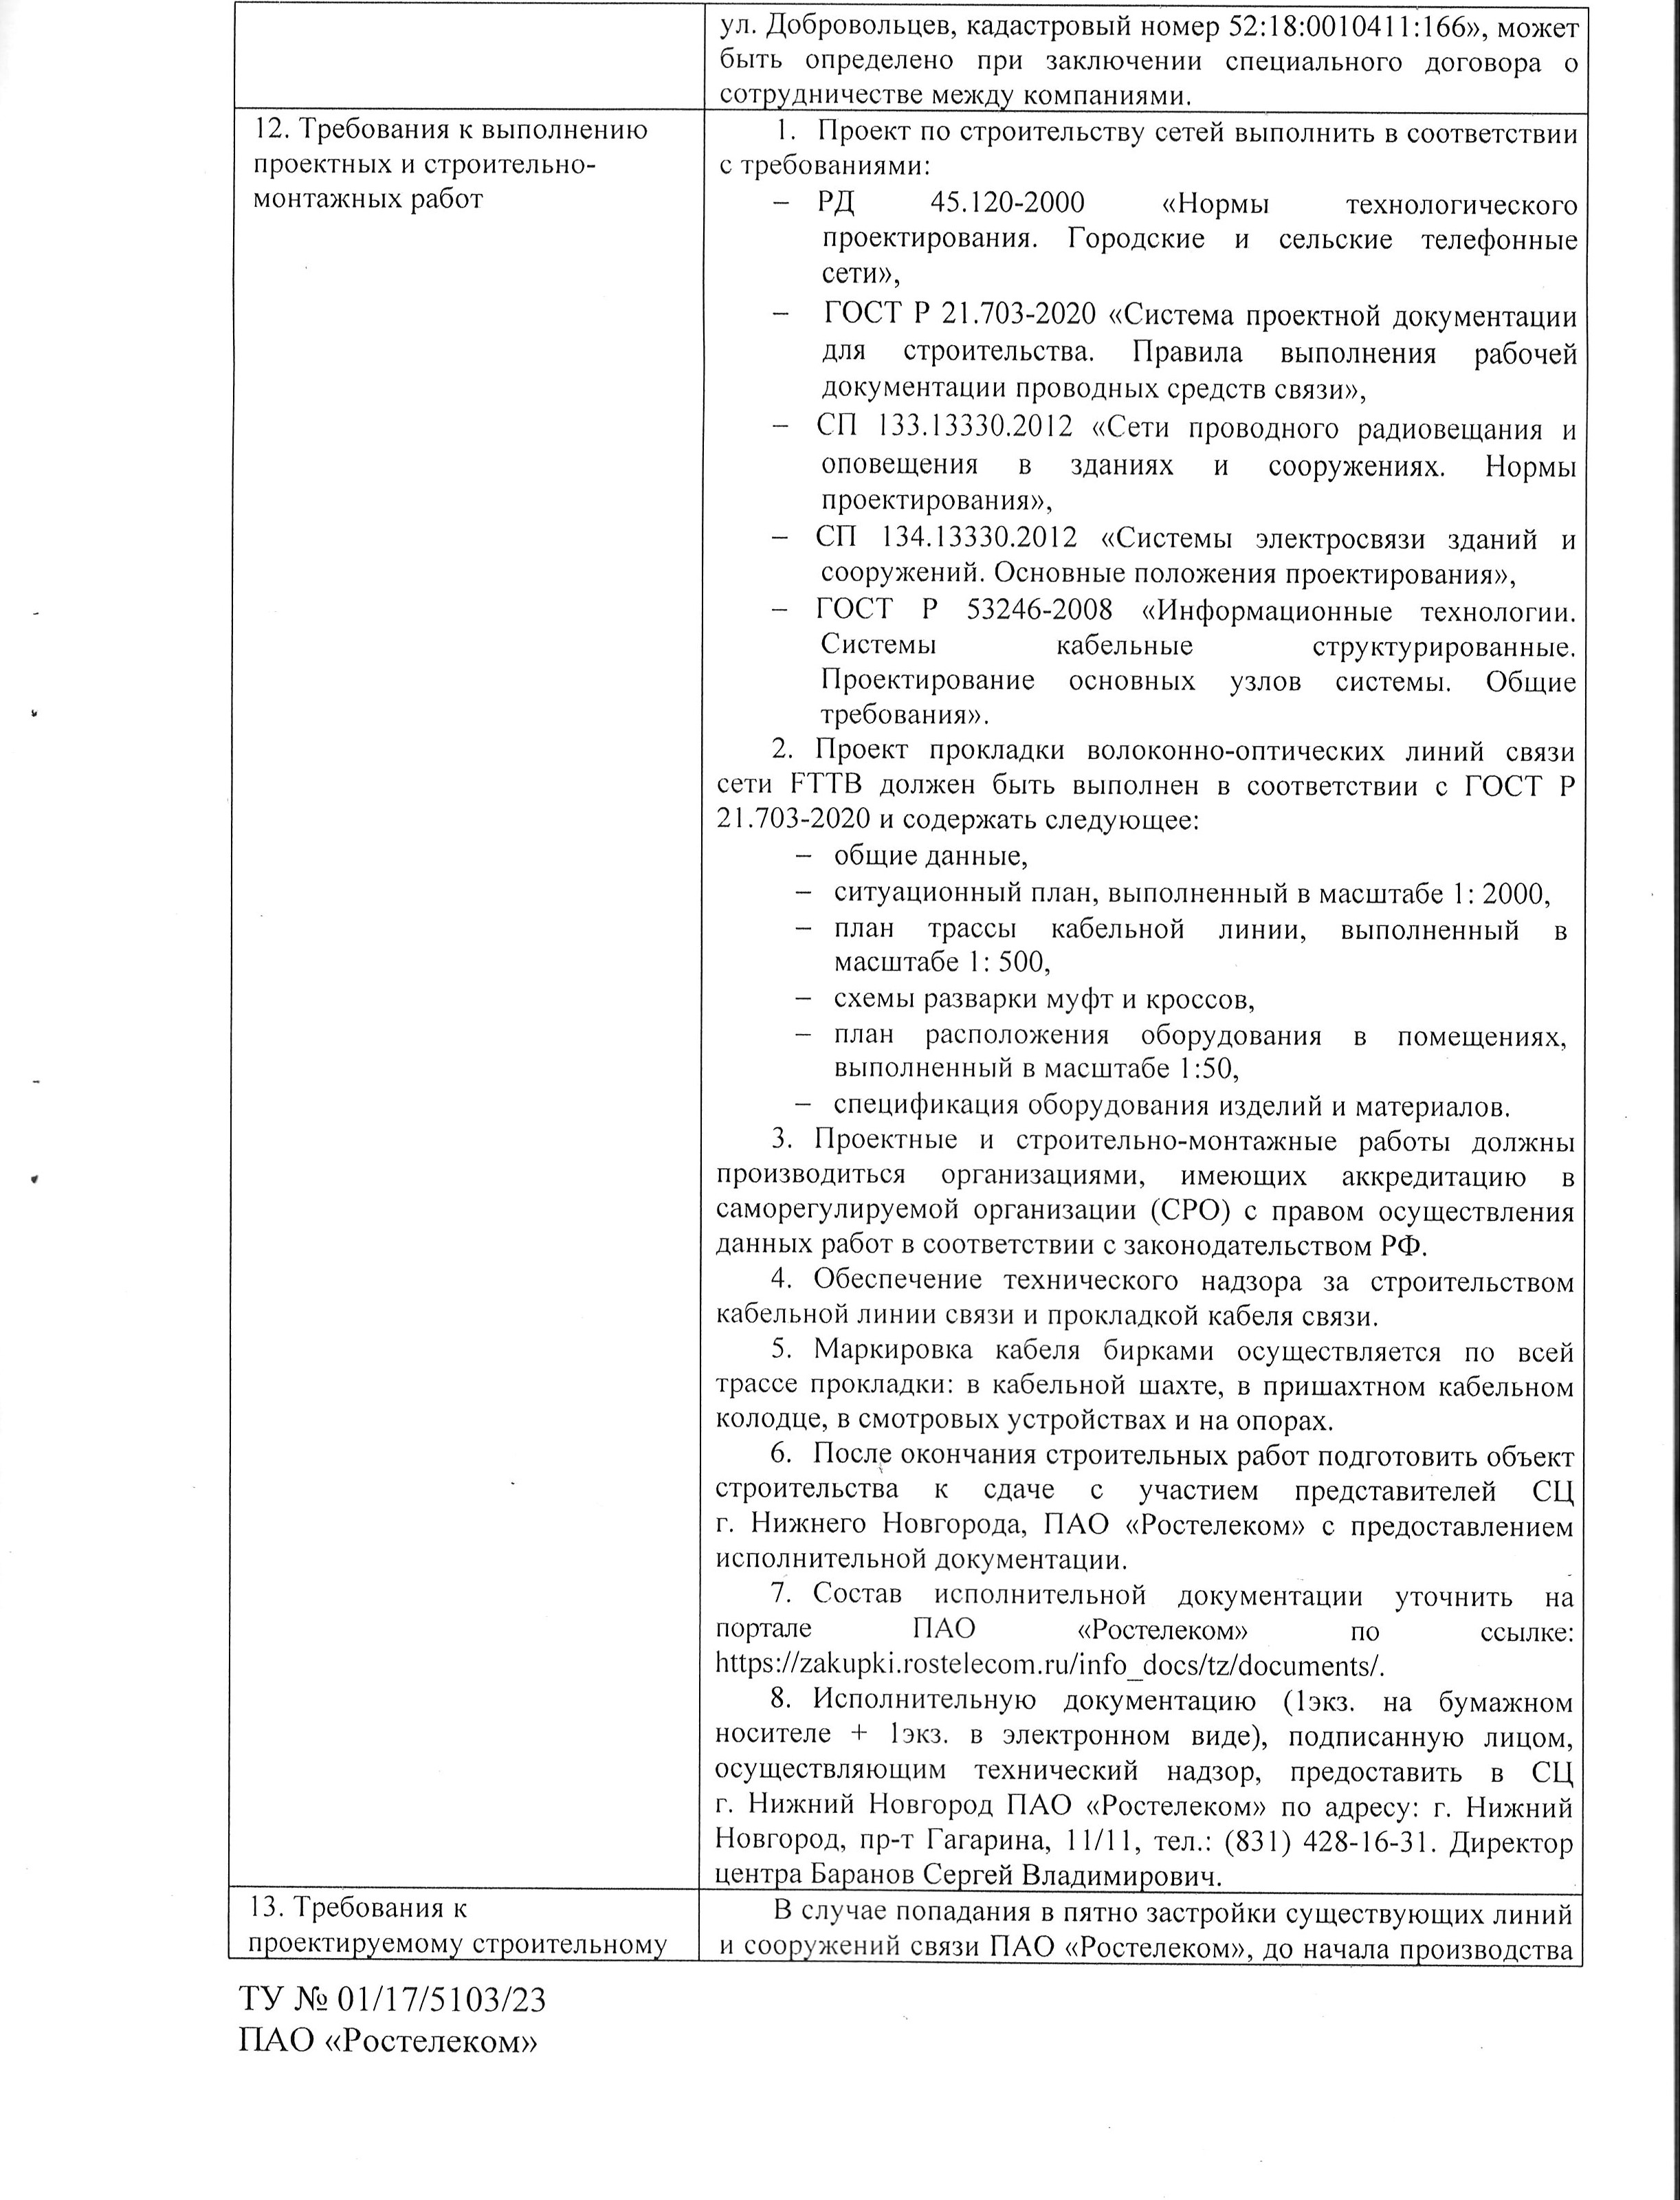 ул. Добровольцев, кадастровый номер 52:18:0010411:166», может
быть определено при заключении специального договора о
сотрудничестве между компаниями.
12. Требования к выполнению
проектных и строительно-
монтажных работ
1. Проект по строительству сетей выполнить в соответствии
с требованиями:
– РД 45.120-2000 «Нормы технологического
проектирования. Городские и сельские телефонные
сети»,
– ГОСТ Р 21.703-2020 «Система проектной документации
для строительства. Правила выполнения рабочей
документации проводных средств связи»,
– СП 133.13330.2012 «Сети проводного радиовещания и
оповещения в зданиях и сооружениях. Нормы
проектирования»,
– СП 134.13330.2012 «Системы электросвязи зданий и
сооружений. Основные положения проектирования»,
– ГОСТ Р 53246-2008 «Информационные технологии.
Системы кабельные структурированные.
Проектирование основных узлов системы. Общие
требования».
2. Проект прокладки волоконно-оптических линий связи
сети FTTB должен быть выполнен в соответствии с ГОСТ Р
21.703-2020 и содержать следующее:
– общие данные,
– ситуационный план, выполненный в масштабе 1: 2000,
– план трассы кабельной линии, выполненный в
масштабе 1: 500,
– схемы разварки муфт и кроссов,
– план расположения оборудования в помещениях,
выполненный в масштабе 1:50,
– спецификация оборудования изделий и материалов.
3. Проектные и строительно-монтажные работы должны
производиться организациями, имеющих аккредитацию в
саморегулируемой организации (СРО) с правом осуществления
данных работ в соответствии с законодательством РФ.
4. Обеспечение технического надзора за строительством
кабельной линии связи и прокладкой кабеля связи.
5. Маркировка кабеля бирками осуществляется по всей
трассе прокладки: в кабельной шахте, в пришахтном кабельном
колодце, в смотровых устройствах и на опорах.
6. После окончания строительных работ подготовить объект
строительства к сдаче с участием представителей СЦ
г. Нижнего Новгорода, ПАО «Ростелеком» с предоставлением
исполнительной документации.
7. Состав исполнительной документации уточнить на
портале ПАО «Ростелеком» по ссылке:
https://zakupki.rostelecom.ru/info_docs/tz/documents/.
8. Исполнительную документацию (1экз. на бумажном
носителе + 1экз. в электронном виде), подписанную лицом,
осуществляющим технический надзор, предоставить в СЦ
г. Нижний Новгород ПАО «Ростелеком» по адресу: г. Нижний
Новгород, пр-т Гагарина, 11/11, тел.: (831) 428-16-31. Директор
центра Баранов Сергей Владимирович.
13. Требования к
проектируемому строительному
В случае попадания в пятно застройки существующих линий
и сооружений связи ПАО «Ростелеком», до начала производства
ТУ № 01/17/5103/23
ПАО «Ростелеком»